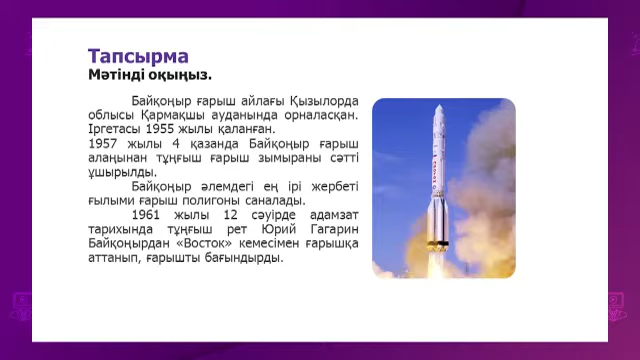 Тапсырма
Мәтінді оқыңыз.
Байқоңыр ғарыш айлағы Қызылорда
облысы Қармақшы ауданында орналасқан.
Іргетасы 1955 жылы қаланған.
1957 жылы 4 қазанда Байқоңыр ғарыш
алаңынан тұңғыш ғарыш зымыраны сәтті
ұшырылды.
Байқоңыр әлемдегі ең ірі жербеті
ғылыми ғарыш полигоны саналады.
1961 жылы 12 сәуірде адамзат
тарихында тұңғыш рет Юрий Гагарин
Байқоңырдан «Восток» кемесімен ғарышқа
аттанып, ғарышты бағындырды.